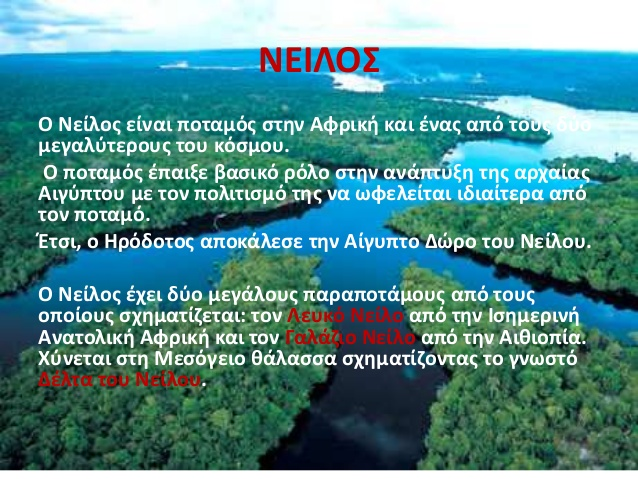 ΝΕΙΛΟΣ
Ο Νείλος είναι ποταμός στην Αφρική και ένας από τους δύο
μεγαλύτερους του κόσμου.
Ο ποταμός έπαιξε βασικό ρόλο στην ανάπτυξη της αρχαίας
Αιγύπτου με τον πολιτισμό της να ωφελείται ιδιαίτερα από
τον ποταμό.
Έτσι, ο Ηρόδοτος αποκάλεσε την Αίγυπτο Δώρο του Νείλου.
Ο Νείλος έχει δύο μεγάλους παραποτάμους από τους
οποίους σχηματίζεται: τον Λευκό Νείλο από την Ισημερινή
Ανατολική Αφρική και τον Γαλάζιο Νείλο από την Αιθιοπία.
Χύνεται στη Μεσόγειο θάλασσα σχηματίζοντας το γνωστό
Δέλτα του Νείλου.